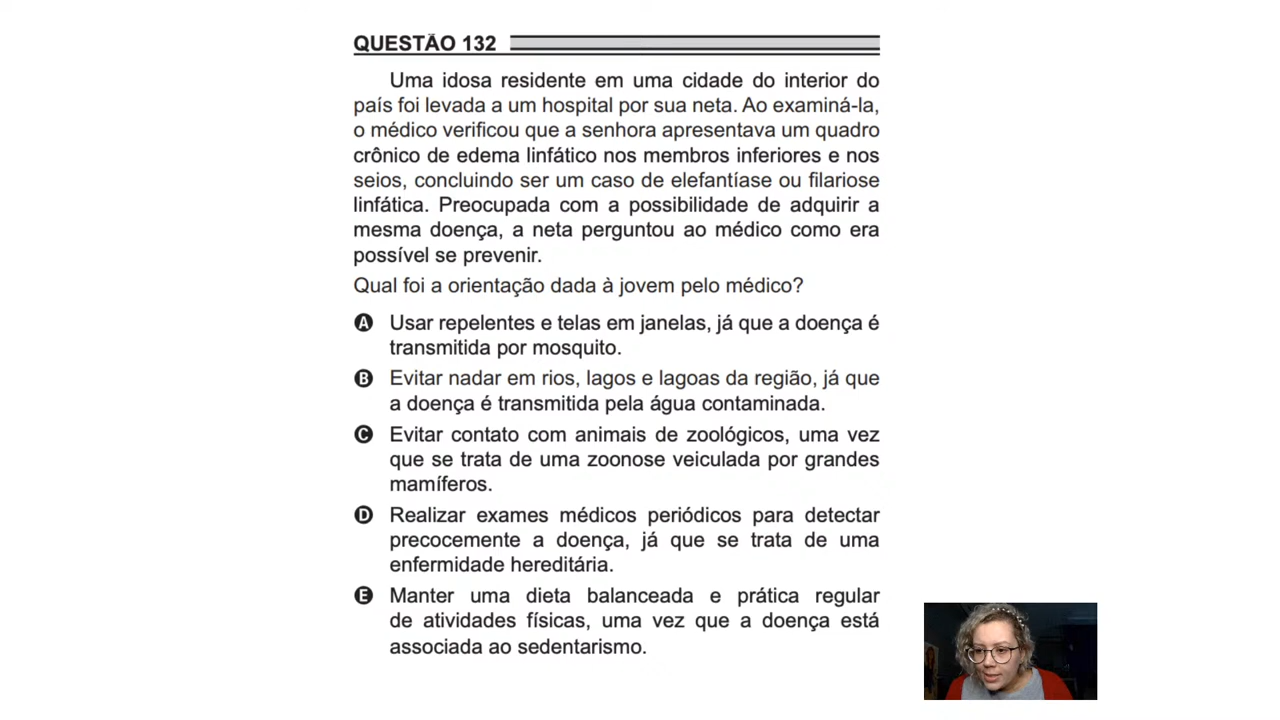 QUESTÃO 132
Uma idosa residente em uma cidade do interior do
país foi levada a um hospital por sua neta. Ao examiná-la,
o médico verificou que a senhora apresentava um quadro
crônico de edema linfático nos membros inferiores e nos
seios, concluindo ser um caso de elefantíase ou filariose
linfática. Preocupada com a possibilidade de adquirir a
mesma doença, a neta perguntou ao médico como era
possível se prevenir.
Qual foi a orientação dada à jovem pelo médico?
A Usar repelentes e telas em janelas, já que a doença é
transmitida por mosquito.
B Evitar nadar em rios, lagos e lagoas da região, já que
a doença é transmitida pela água contaminada.
C Evitar contato com animais de zoológicos, uma vez
que se trata de uma zoonose veiculada por grandes
mamíferos.
D Realizar exames médicos periódicos para detectar
precocemente a doença, já que se trata de uma
enfermidade hereditária.
E Manter uma dieta balanceada e prática regular
de atividades físicas, uma vez que a doença está
associada ao sedentarismo.